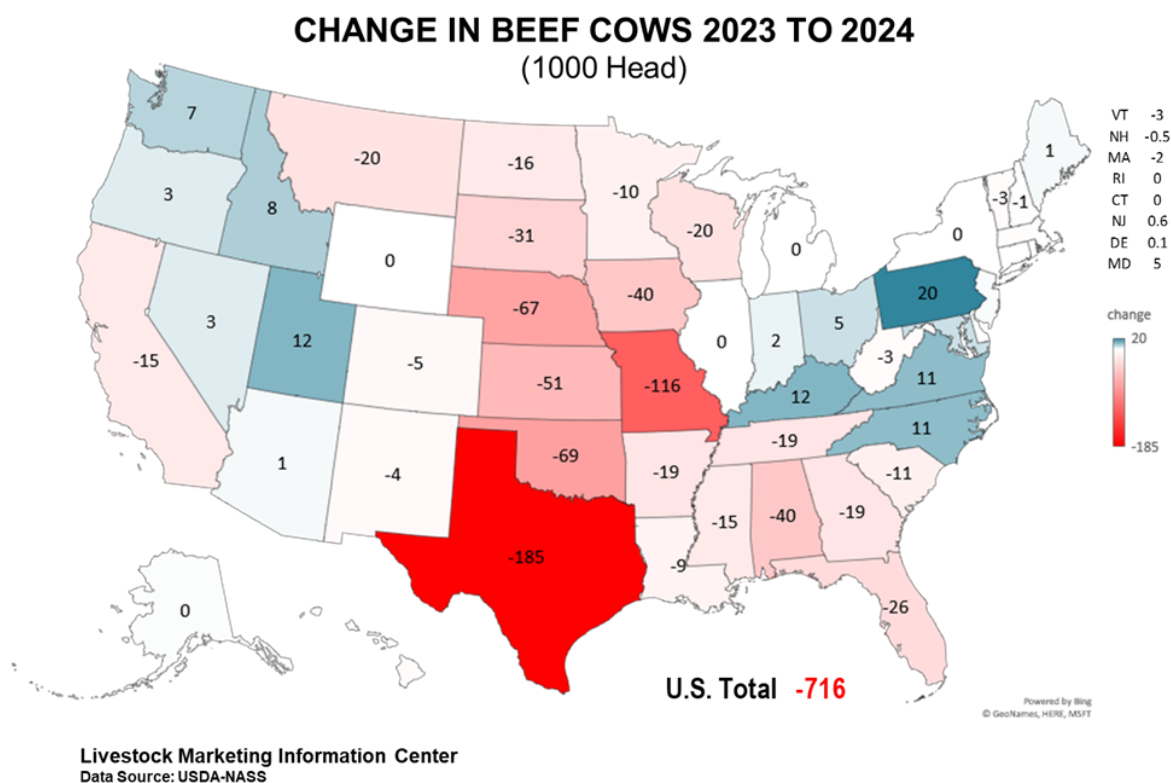 CHANGE IN BEEF COWS 2023 TO 2024
(1000 Head)
7
-20
-16
-10
1
VT -3
NH -0.5
MA -2
RI 0
CT 0
NJ 0.6
DE 0.1
MD 5
3
8
-31
-20
0
-3
-1
0
0
-67
-40
20
change
20
-185
3
12
-5
-51
-116
0
2
5
-3
11
-15
12
11
1
-4
-69
-19
-19
-11
-185
-9
-15
-40
-19
-26
0
U.S. Total -716
Powered by Bing
© GeoNames, HERE, MSFT
Livestock Marketing Information Center
Data Source: USDA-NASS